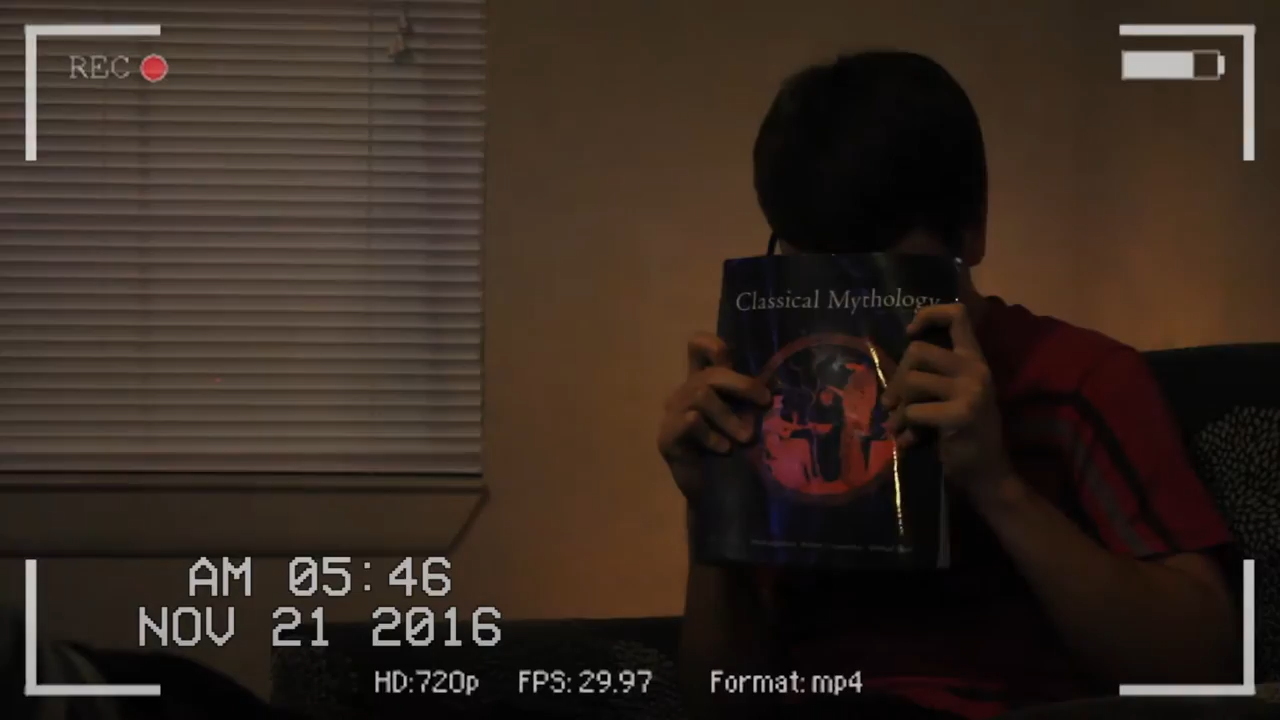 REC
Classical Mythology
AM 05:46
NOV 21 2016
HD:720p FPS: 29.97 Format: mp4